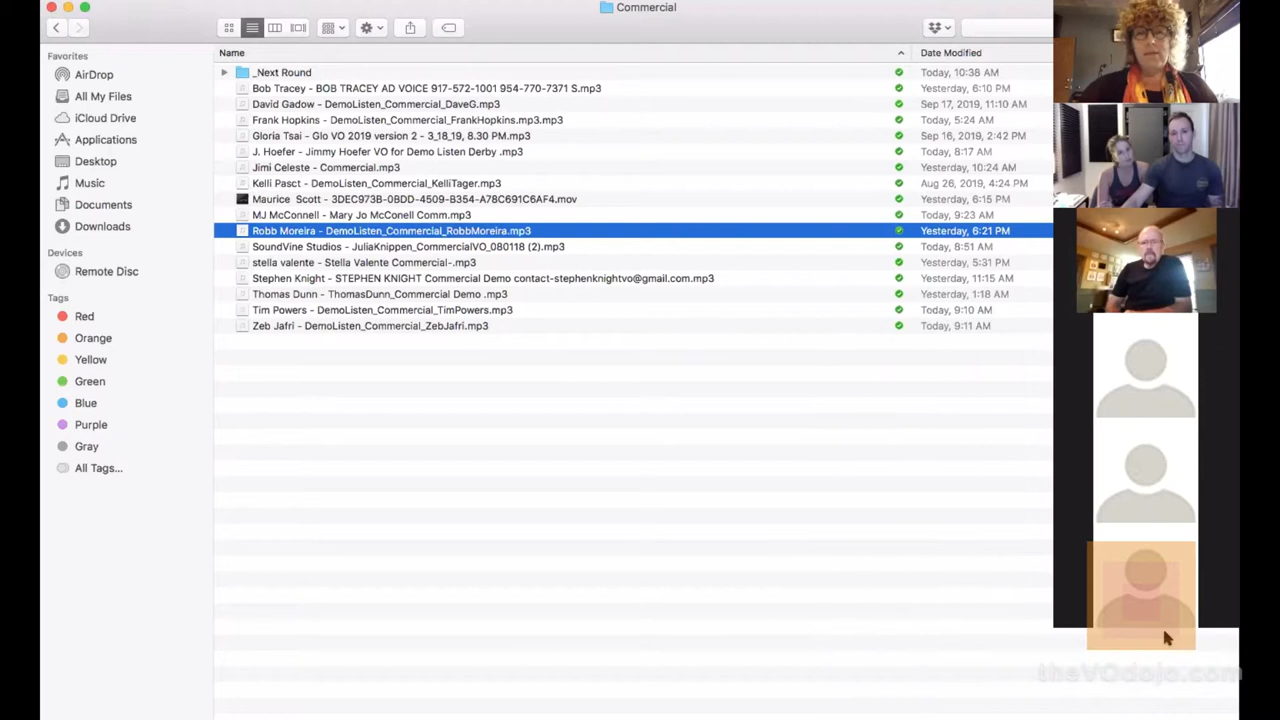 Commercial
Favorites
AirDrop
All My Files
iCloud Drive
Applications
Desktop
Music
Documents
Downloads
Devices
Remote Disc
Tags
Red
Orange
Yellow
Green
Blue
Purple
Gray
All Tags...
Name Date Modified
_Next Round Today, 10:38 AM
Bob Tracey - BOB TRACEY AD VOICE 917-572-1001 954-770-7371 S.mp3 Yesterday, 6:10 PM
David Gadow - DemoListen_Commercial_DaveG.mp3 Sep 17, 2019, 11:10 AM
Frank Hopkins - DemoListen_Commercial_FrankHopkins.mp3.mp3 Today, 5:24 AM
Gloria Tsai - Glo VO 2019 version 2 - 3_18_19, 8.30 PM.mp3 Sep 16, 2019, 2:42 PM
J. Hoefer - Jimmy Hoefer VO for Demo Listen Derby .mp3 Today, 8:17 AM
Jimi Celeste - Commercial.mp3 Yesterday, 10:24 AM
Kelli Pasct - DemoListen_Commercial_KelliTager.mp3 Aug 26, 2019, 4:24 PM
Maurice Scott - 3DEC973B-0BDD-4509-B354-A78C691C6AF4.mov Yesterday, 6:15 PM
MJ McConnell - Mary Jo McConell Comm.mp3 Today, 9:23 AM
Robb Moreira - DemoListen_Commercial_RobbMoreira.mp3 Yesterday, 6:21 PM
SoundVine Studios - JuliaKnippen_CommercialVO_080118 (2).mp3 Today, 8:51 AM
stella valente - Stella Valente Commercial-.mp3 Yesterday, 5:31 PM
Stephen Knight - STEPHEN KNIGHT Commercial Demo contact-stephenknightvo@gmail.com.mp3 Yesterday, 11:15 AM
Thomas Dunn - ThomasDunn_Commercial Demo .mp3 Yesterday, 1:18 AM
Tim Powers - DemoListen_Commercial_TimPowers.mp3 Today, 9:10 AM
Zeb Jafri - DemoListen_Commercial_ZebJafri.mp3 Today, 9:11 AM
theVOdojo.com